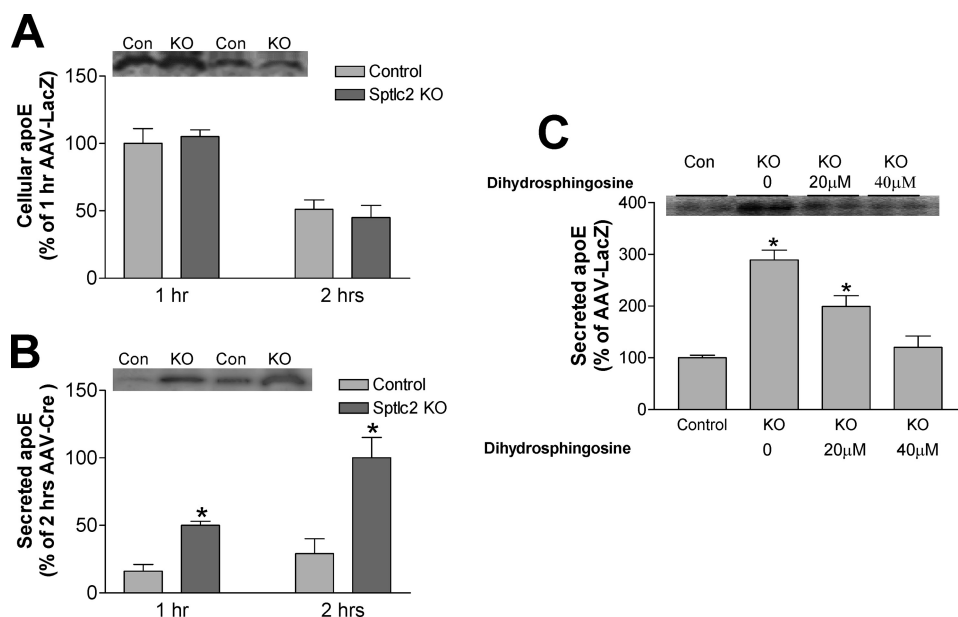 A
Con KO Con KO
Control
Sptlc2 KO
Cellular apoE
(% of 1 hr AAV-LacZ)
150
100
50
0
1 hr 2 hrs
B
Con KO Con KO
Control
Sptlc2 KO
Secreted apoE
(% of 2 hrs AAV-Cre )
150
100
50
0
*
*
1 hr 2 hrs
C
Con KO KO KO
Dihydrosphingosine 0 20μM 40μM
Secreted apoE
(% of AAV-LacZ)
400
300
200
100
0
*
*
Control KO KO KO
Dihydrosphingosine 0 20μM 40μM